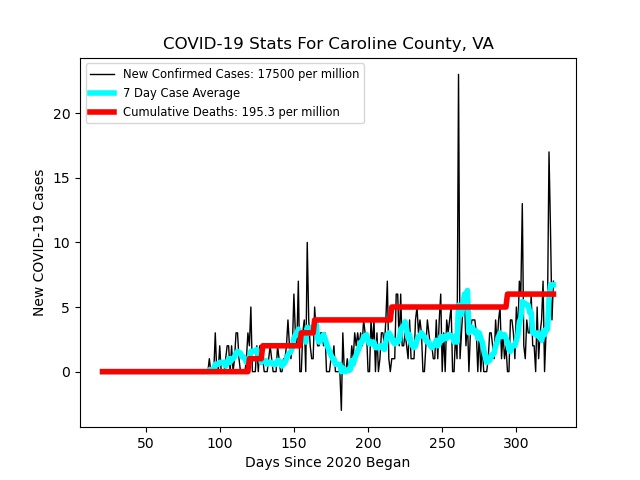 COVID-19 Stats For Caroline County, VA
New Confirmed Cases: 17500 per million
7 Day Case Average
Cumulative Deaths: 195.3 per million
New COVID-19 Cases
20
15
10
5
0
50 100 150 200 250 300
Days Since 2020 Began